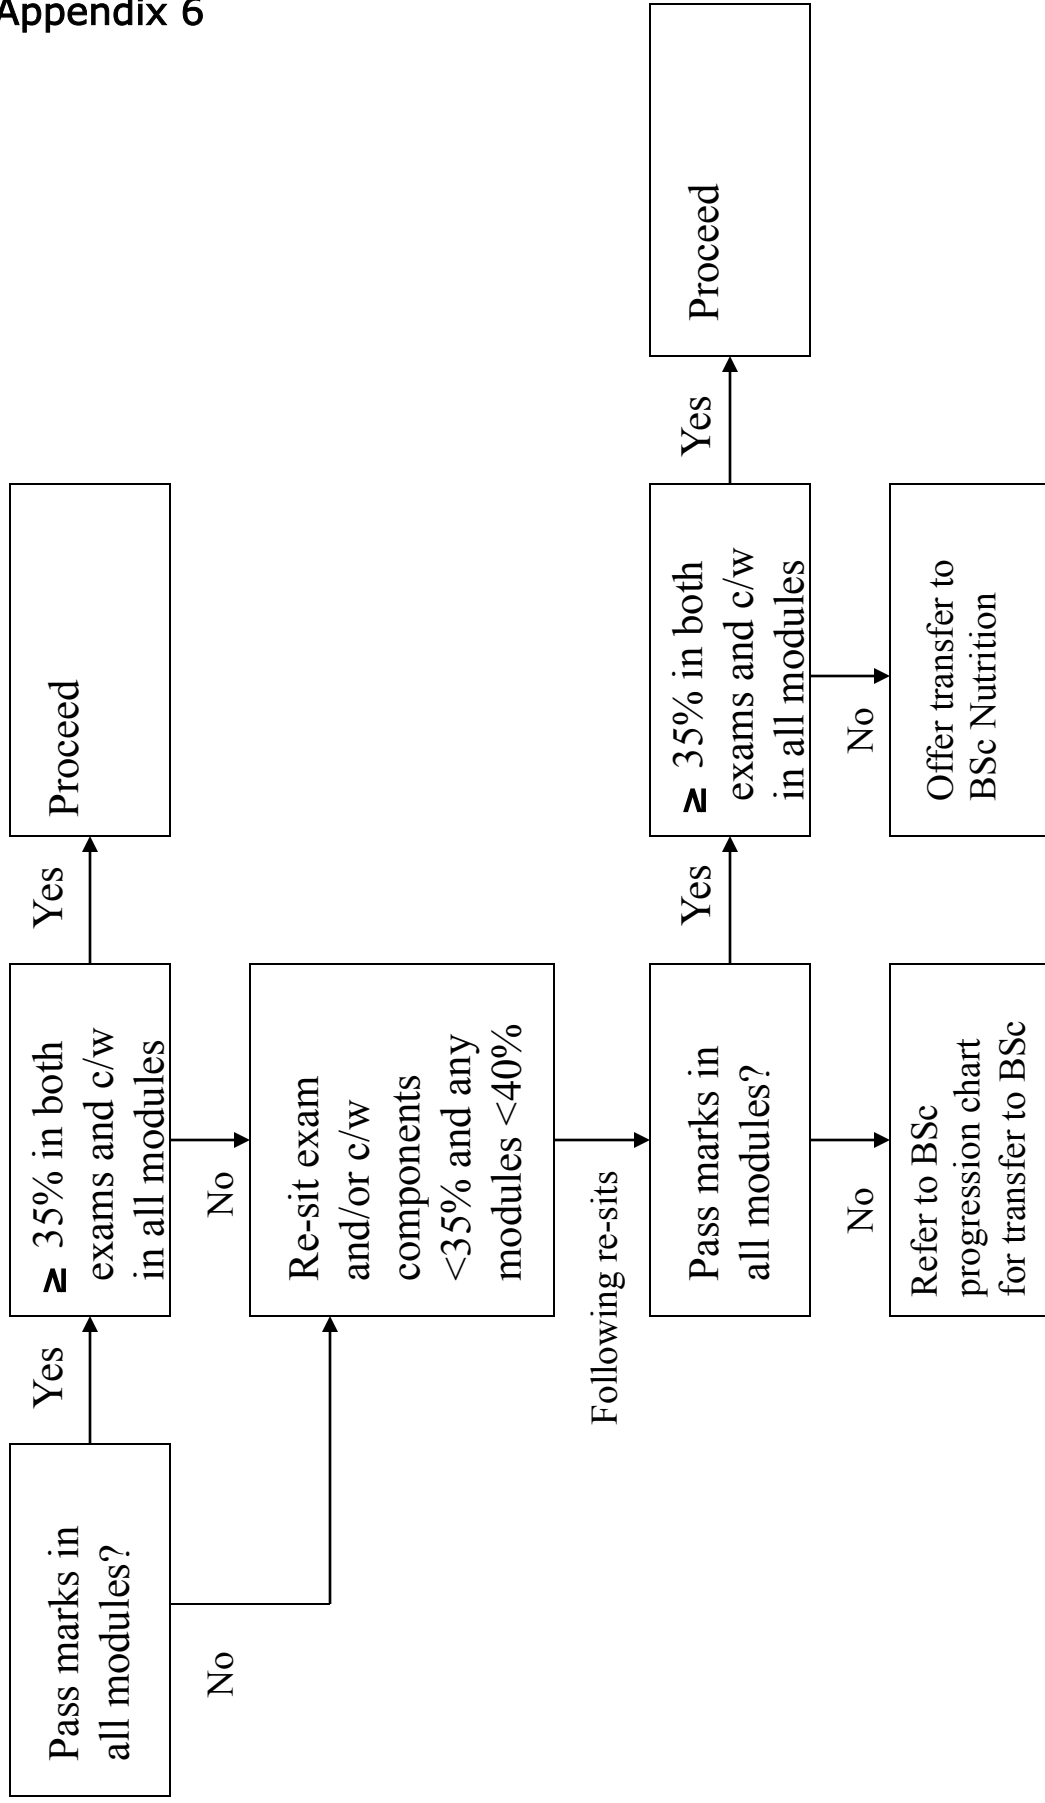 Appendix 6
Pass marks in
all modules?
Yes
≥ 35% in both
exams and c/w
in all modules
Yes
Proceed
No
No
Re-sit exam
and/or c/w
components
<35% and any
modules <40%
Following re-sits
Pass marks in
all modules?
Yes
≥ 35% in both
exams and c/w
in all modules
Yes
Proceed
No
No
Refer to BSc
progression chart
for transfer to BSc
Offer transfer to
BSc Nutrition